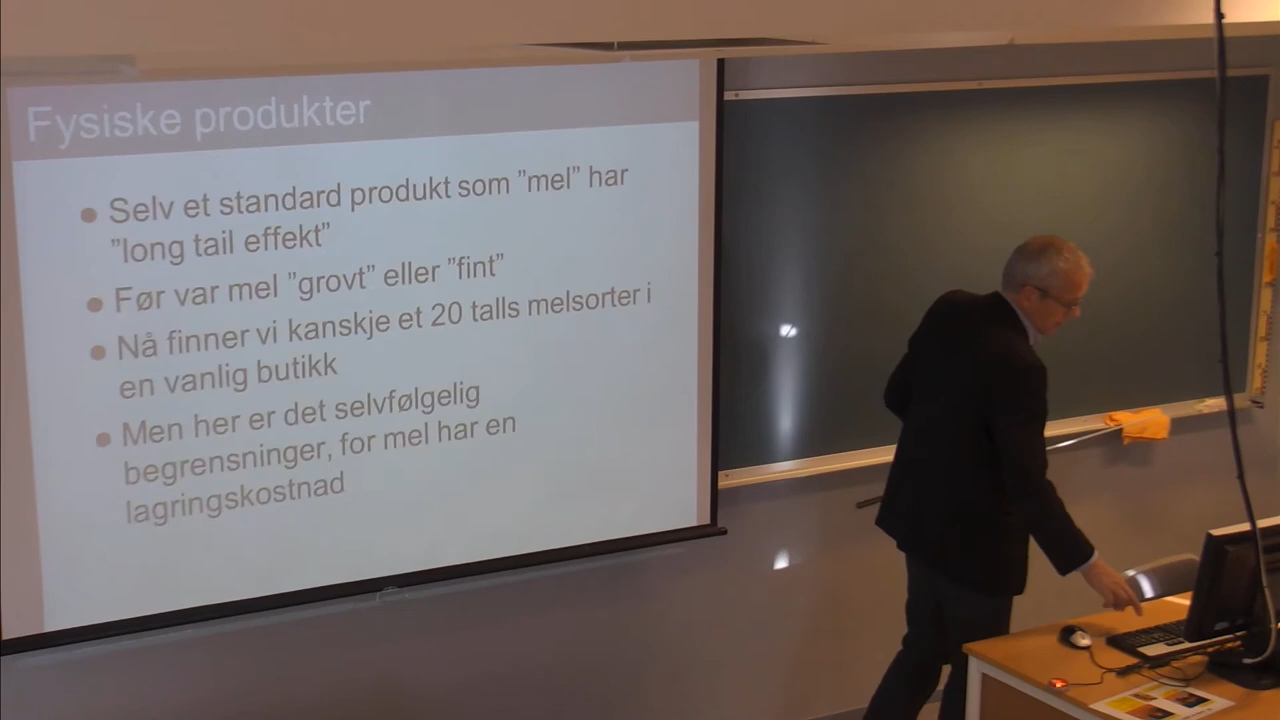 Fysiske produkter
● Selv et standard produkt som ”mel” har
”long tail effekt”
● Før var mel ”grovt” eller ”fint”
● Nå finner vi kanskje et 20 talls melsorter i
en vanlig butikk
● Men her er det selvfølgelig
begrensninger, for mel har en
lagringskostnad